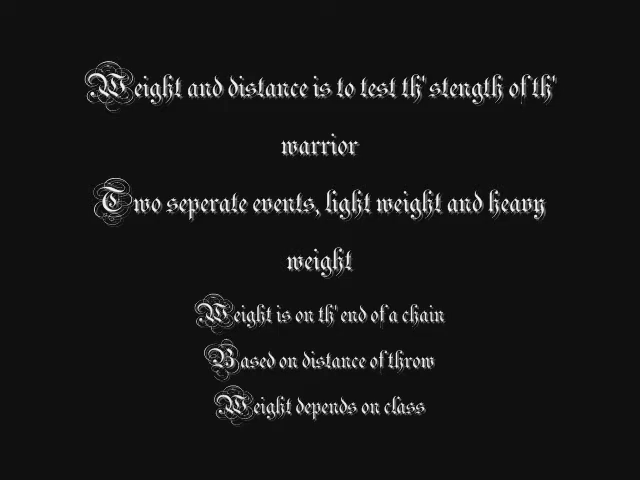 Weight and distance is to test th' stength of th'
warrior
Two seperate events, light weight and heavy
weight
Weight is on th' end of a chain
Based on distance of throw
Weight depends on class